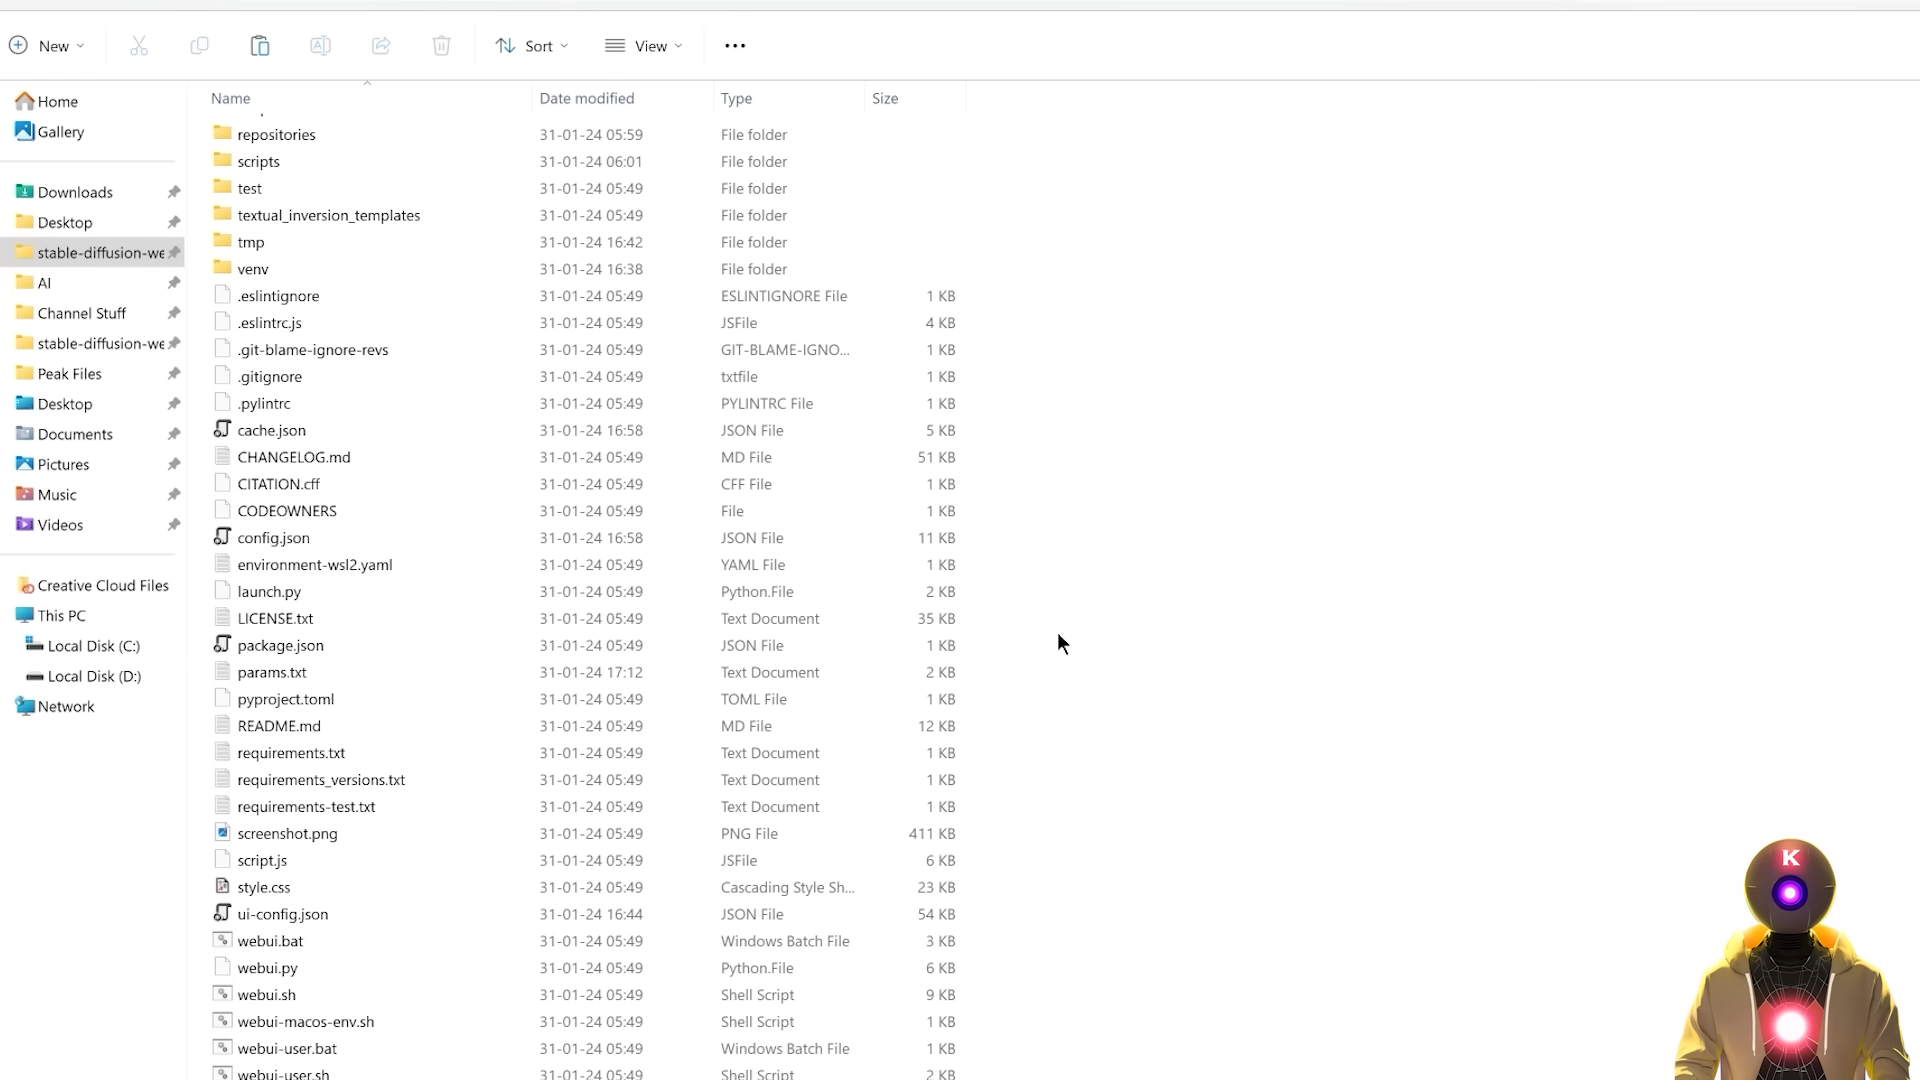 New Sort View
Name Date modified Type Size
Home
Gallery
Downloads
Desktop
stable-diffusion-we
AI
Channel Stuff
stable-diffusion-we
Peak Files
Desktop
Documents
Pictures
Music
Videos
Creative Cloud Files
This PC
Local Disk (C:)
Local Disk (D:)
Network
repositories 31-01-24 05:59 File folder
scripts 31-01-24 06:01 File folder
test 31-01-24 05:49 File folder
textual_inversion_templates 31-01-24 05:49 File folder
tmp 31-01-24 16:42 File folder
venv 31-01-24 16:38 File folder
.eslintignore 31-01-24 05:49 ESLINTIGNORE File 1 KB
.eslintrc.js 31-01-24 05:49 JSFile 4 KB
.git-blame-ignore-revs 31-01-24 05:49 GIT-BLAME-IGNO... 1 KB
.gitignore 31-01-24 05:49 txtfile 1 KB
.pylintrc 31-01-24 05:49 PYLINTRC File 1 KB
cache.json 31-01-24 16:58 JSON File 5 KB
CHANGELOG.md 31-01-24 05:49 MD File 51 KB
CITATION.cff 31-01-24 05:49 CFF File 1 KB
CODEOWNERS 31-01-24 05:49 File 1 KB
config.json 31-01-24 16:58 JSON File 11 KB
environment-wsl2.yaml 31-01-24 05:49 YAML File 1 KB
launch.py 31-01-24 05:49 Python.File 2 KB
LICENSE.txt 31-01-24 05:49 Text Document 35 KB
package.json 31-01-24 05:49 JSON File 1 KB
params.txt 31-01-24 17:12 Text Document 2 KB
pyproject.toml 31-01-24 05:49 TOML File 1 KB
README.md 31-01-24 05:49 MD File 12 KB
requirements.txt 31-01-24 05:49 Text Document 1 KB
requirements_versions.txt 31-01-24 05:49 Text Document 1 KB
requirements-test.txt 31-01-24 05:49 Text Document 1 KB
screenshot.png 31-01-24 05:49 PNG File 411 KB
script.js 31-01-24 05:49 JSFile 6 KB
style.css 31-01-24 05:49 Cascading Style Sh... 23 KB
ui-config.json 31-01-24 16:44 JSON File 54 KB
webui.bat 31-01-24 05:49 Windows Batch File 3 KB
webui.py 31-01-24 05:49 Python.File 6 KB
webui.sh 31-01-24 05:49 Shell Script 9 KB
webui-macos-env.sh 31-01-24 05:49 Shell Script 1 KB
webui-user.bat 31-01-24 05:49 Windows Batch File 1 KB
webui-user.sh 31-01-24 05:49 Shell Script 2 KB
K